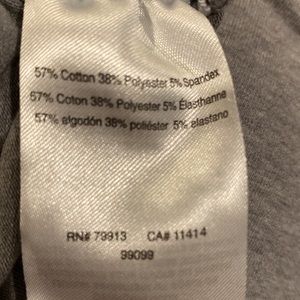 57% Cotton 38% Polyester 5% Spandex
57% Coton 38% Polyester 5% Élasthanne
57% algodón 38% poliéster 5% elastano
RN# 79913 CA# 11414
99099